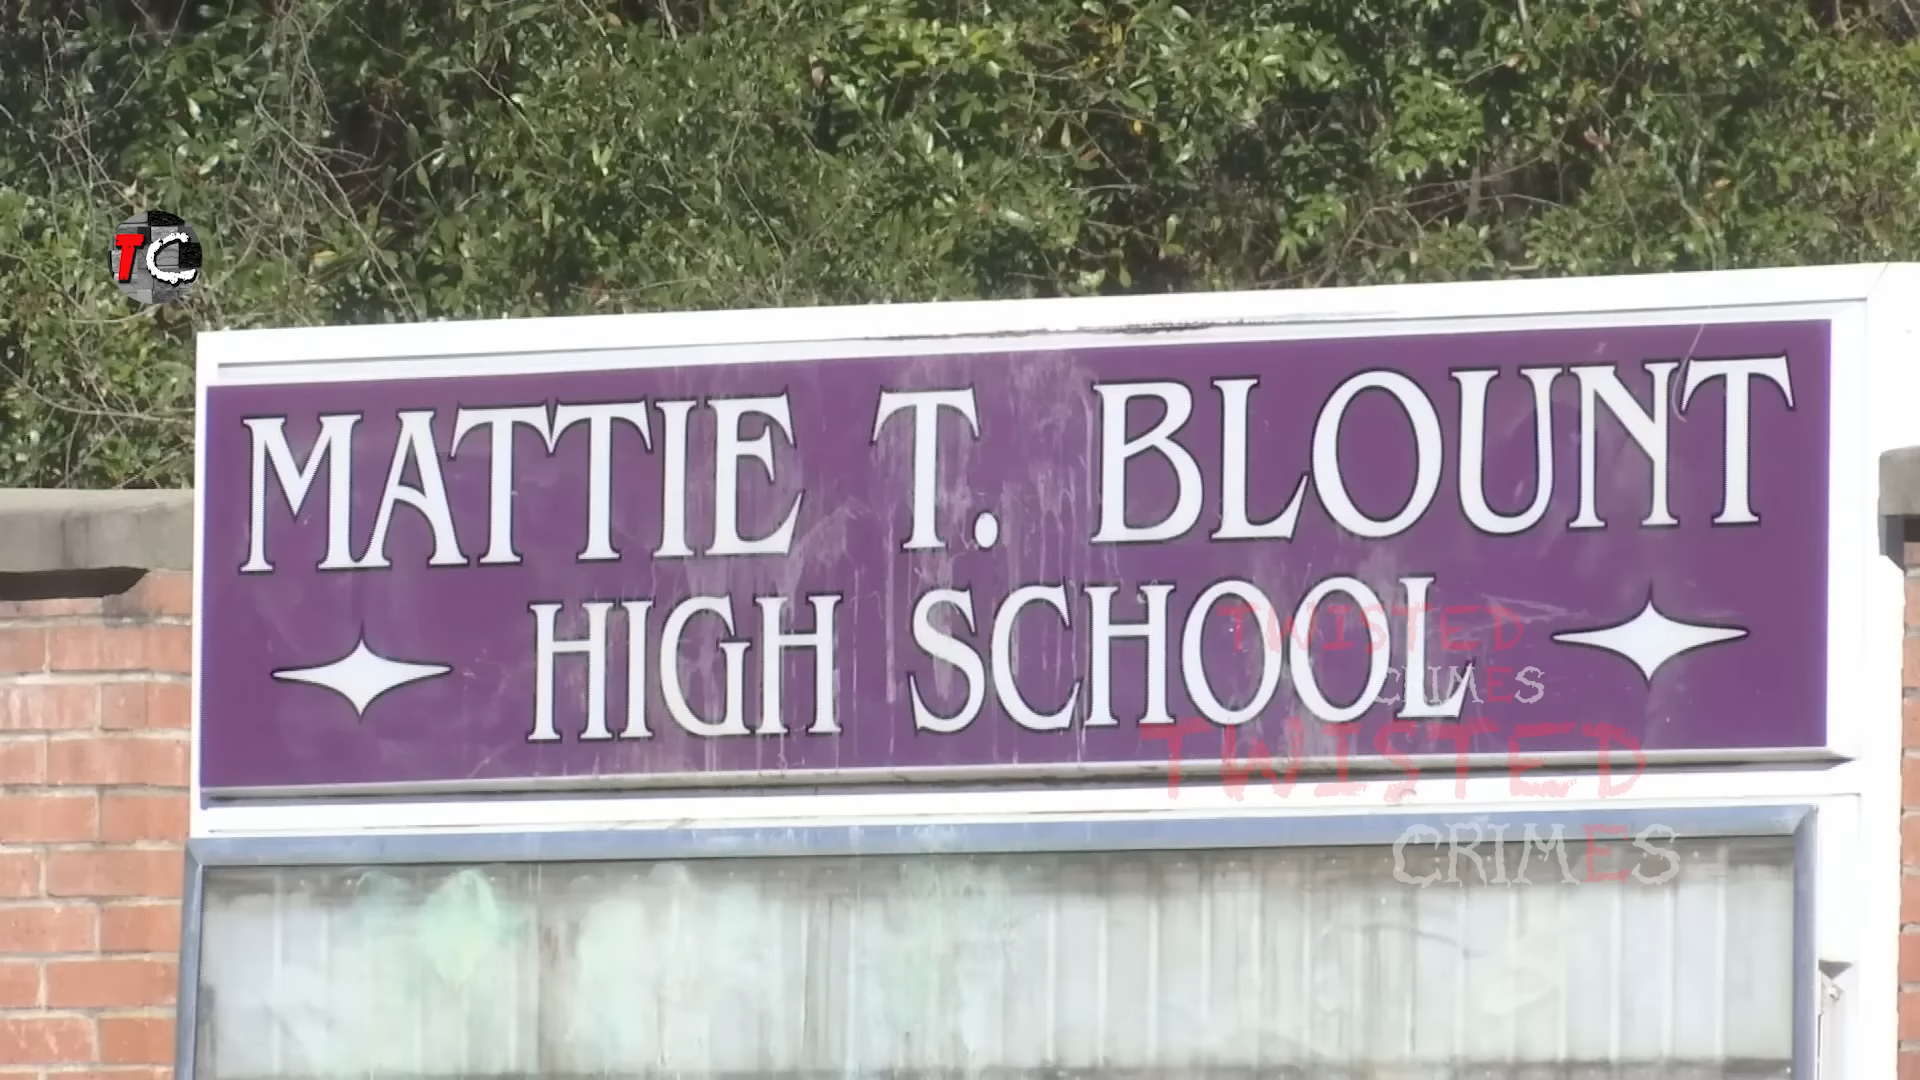 TC
MATTIE T. BLOUNT
HIGH SCHOOL
TWISTED
CRIMES
TWISTED
CRIMES